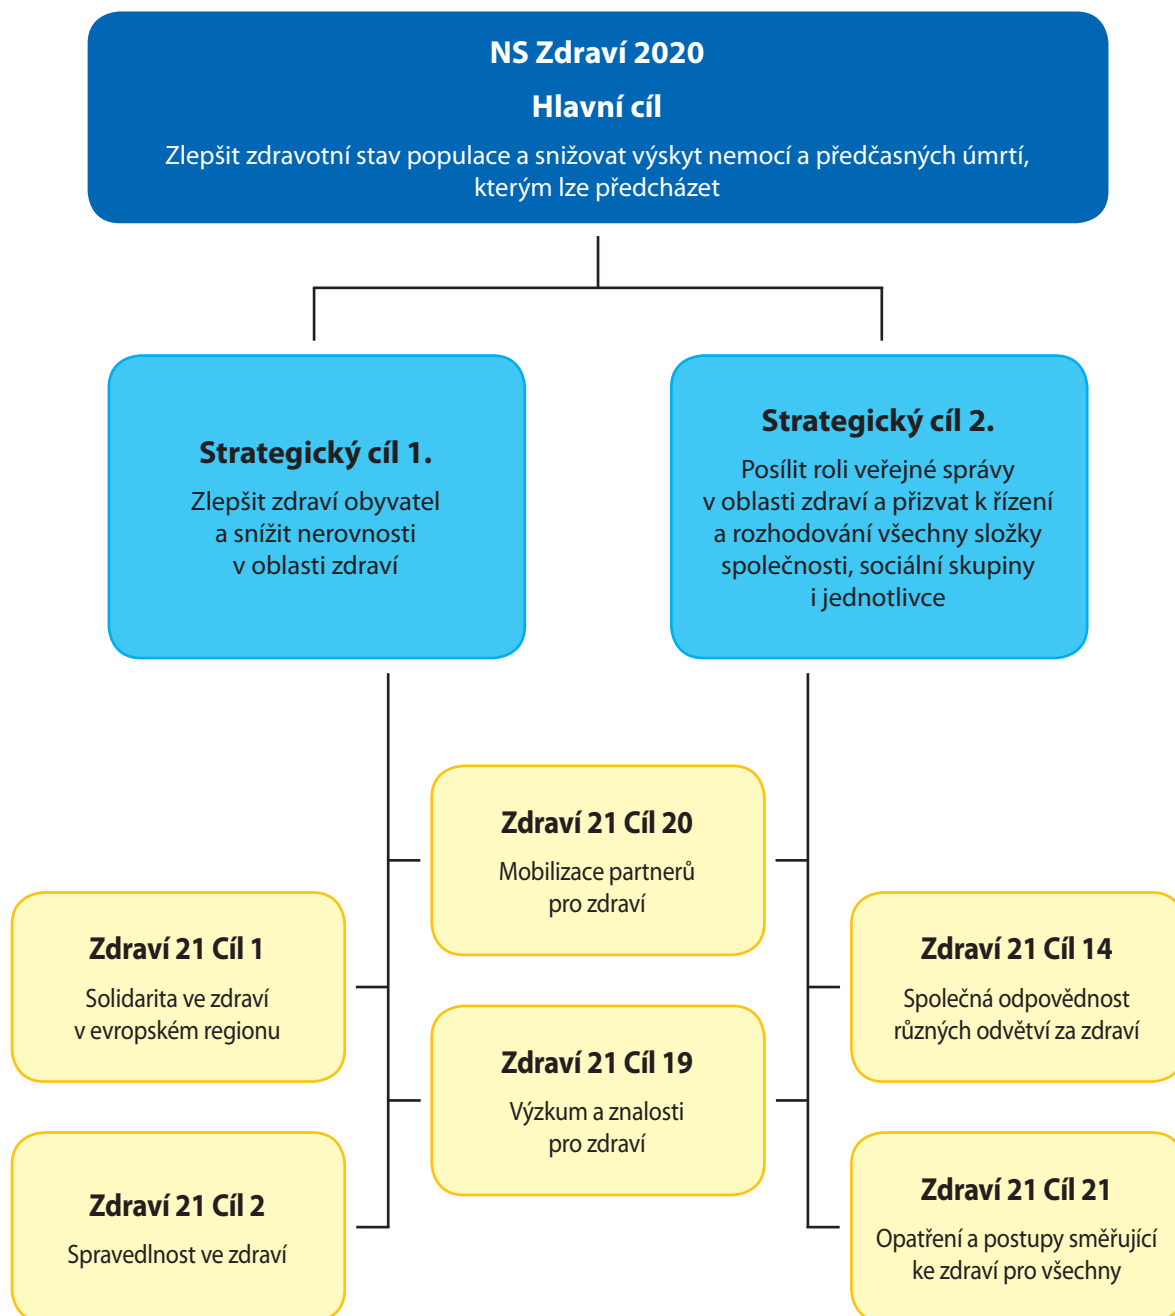 NS Zdraví 2020
Hlavní cíl
Zlepšit zdravotní stav populace a snižovat výskyt nemocí a předčasných úmrtí,
kterým lze předcházet
Strategický cíl 1.
Zlepšit zdraví obyvatel
a snížit nerovnosti
v oblasti zdraví
Strategický cíl 2.
Posílit roli veřejné správy
v oblasti zdraví a přizvat k řízení
a rozhodování všechny složky
společnosti, sociální skupiny
i jednotlivce
Zdraví 21 Cíl 20
Mobilizace partnerů
pro zdraví
Zdraví 21 Cíl 1
Solidarita ve zdraví
v evropském regionu
Zdraví 21 Cíl 14
Společná odpovědnost
různých odvětví za zdraví
Zdraví 21 Cíl 19
Výzkum a znalosti
pro zdraví
Zdraví 21 Cíl 2
Spravedlnost ve zdraví
Zdraví 21 Cíl 21
Opatření a postupy směřující
ke zdraví pro všechny